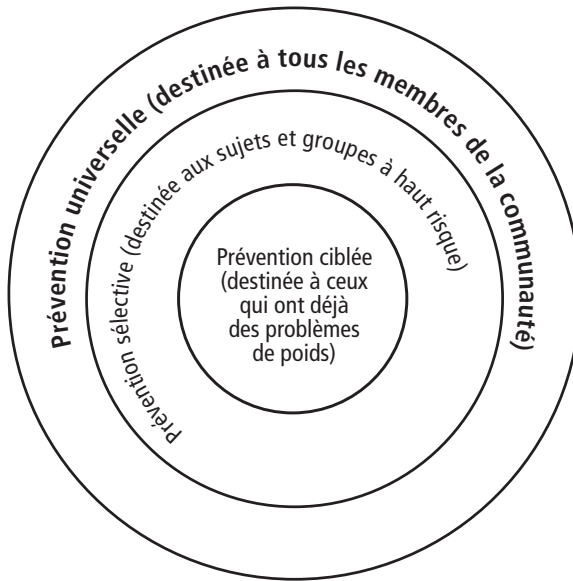 Prévention universelle (destinée à tous les membres de la communauté)
Prévention sélective (destinée aux sujets et groupes à haut risque)
Prévention ciblée
(destinée à ceux
qui ont déjà
des problèmes
de poids)